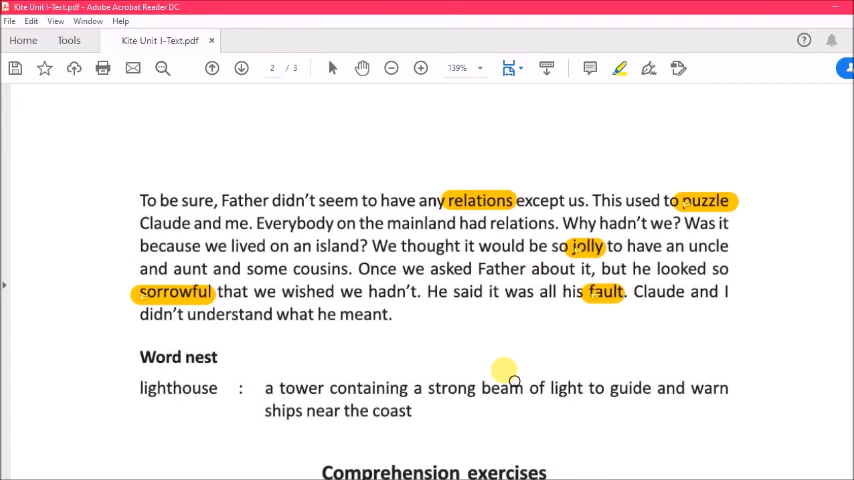 Kite Unit I-Text.pdf - Adobe Acrobat Reader DC
File Edit View Window Help
Home Tools Kite Unit I-Text.pdf ×
2 / 3 139%
To be sure, Father didn't seem to have any relations except us. This used to puzzle
Claude and me. Everybody on the mainland had relations. Why hadn't we? Was it
because we lived on an island? We thought it would be so jolly to have an uncle
and aunt and some cousins. Once we asked Father about it, but he looked so
sorrowful that we wished we hadn't. He said it was all his fault. Claude and I
didn't understand what he meant.
Word nest
lighthouse : a tower containing a strong beam of light to guide and warn
ships near the coast
Comprehension exercises